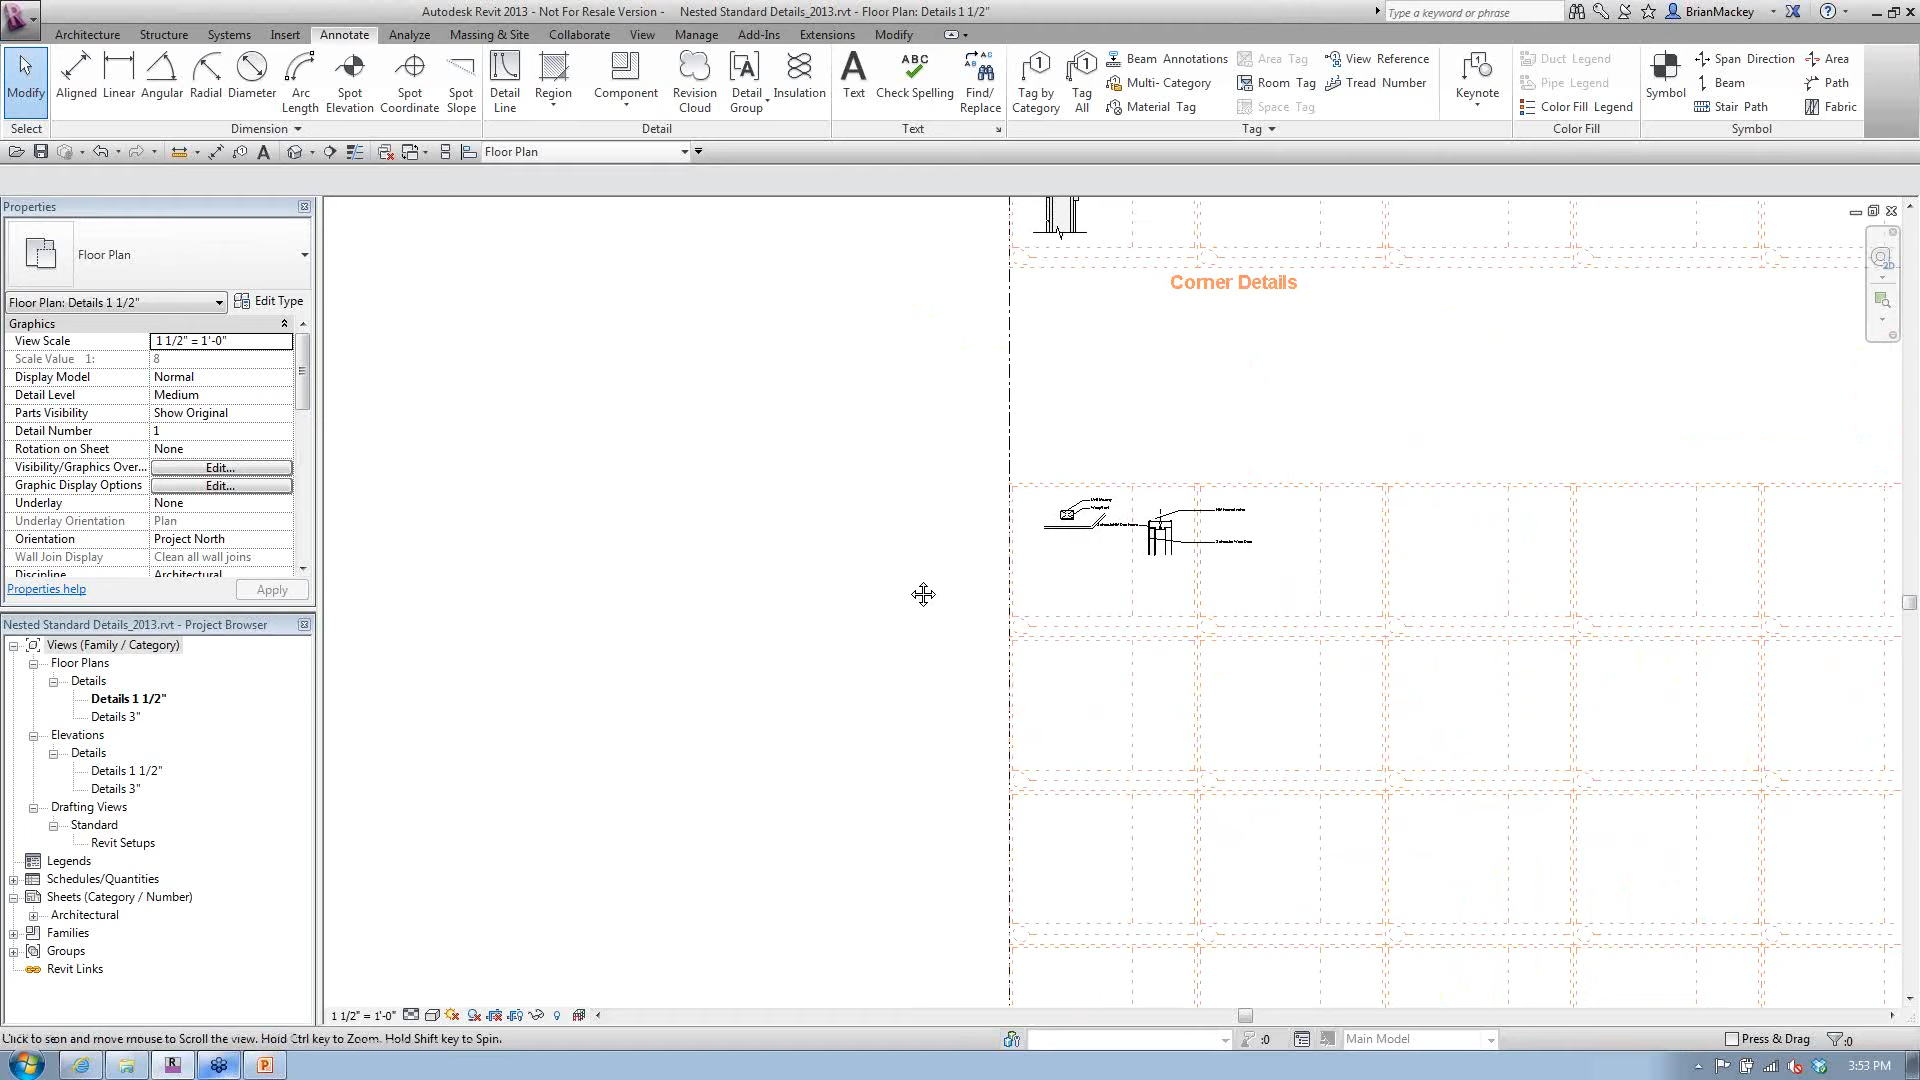 Autodesk Revit 2013 - Not For Resale Version - Nested Standard Details_2013.rvt - Floor Plan: Details 1 1/2"
Type a keyword or phrase
BrianMackey
Architecture Structure Systems Insert Annotate Analyze Massing & Site Collaborate View Manage Add-Ins Extensions Modify
Modify
Aligned
Linear
Angular
Radial
Diameter
Arc Length
Spot Elevation
Spot Coordinate
Spot Slope
Detail Line
Region
Component
Revision Cloud
Detail Group
Insulation
Text
ABC
Check Spelling
Find/ Replace
Tag by Category
Tag All
Beam Annotations
Multi- Category
Material Tag
Area Tag
Room Tag
Space Tag
View Reference
Tread Number
Keynote
Duct Legend
Pipe Legend
Color Fill Legend
Symbol
Span Direction
Beam
Stair Path
Area
Path
Fabric
Select Dimension Detail Text Tag Color Fill Symbol
Floor Plan
Properties
Floor Plan
Floor Plan: Details 1 1/2"
Edit Type
Graphics
View Scale 1 1/2" = 1'-0"
Scale Value 1: 8
Display Model Normal
Detail Level Medium
Parts Visibility Show Original
Detail Number 1
Rotation on Sheet None
Visibility/Graphics Over... Edit...
Graphic Display Options Edit...
Underlay None
Underlay Orientation Plan
Orientation Project North
Wall Join Display Clean all wall joins
Discipline Architectural
Properties help
Apply
Nested Standard Details_2013.rvt - Project Browser
Views (Family / Category)
Floor Plans
Details
Details 1 1/2"
Details 3"
Elevations
Details
Details 1 1/2"
Details 3"
Drafting Views
Standard
Revit Setups
Legends
Schedules/Quantities
Sheets (Category / Number)
Architectural
Families
Groups
Revit Links
Corner Details
2D
1 1/2" = 1'-0"
Click to spon and move mouse to Scroll the view. Hold Ctrl key to Zoom. Hold Shift key to Spin.
:0
Main Model
Press & Drag
:0
3:53 PM